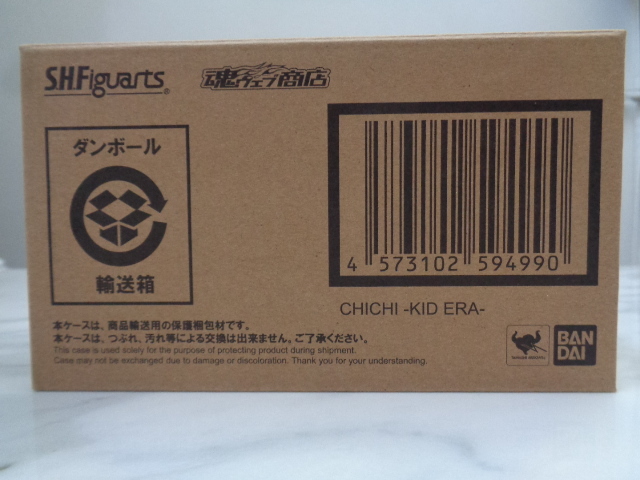 S.H.Figuarts®
魂ウェブ商店
ダンボール
輸送箱
4 573102 594990
CHICHI -KID ERA-
本ケースは、商品輸送用の保護梱包材です。
本ケースは、つぶれ、汚れ等による交換は出来ません。ご了承ください。
This case is used solely for the purpose of protecting product during shipment.
Case may not be exchanged due to damage or discoloration. Thank you for your understanding.
TAMASHII NATIONS
BAN
DAI